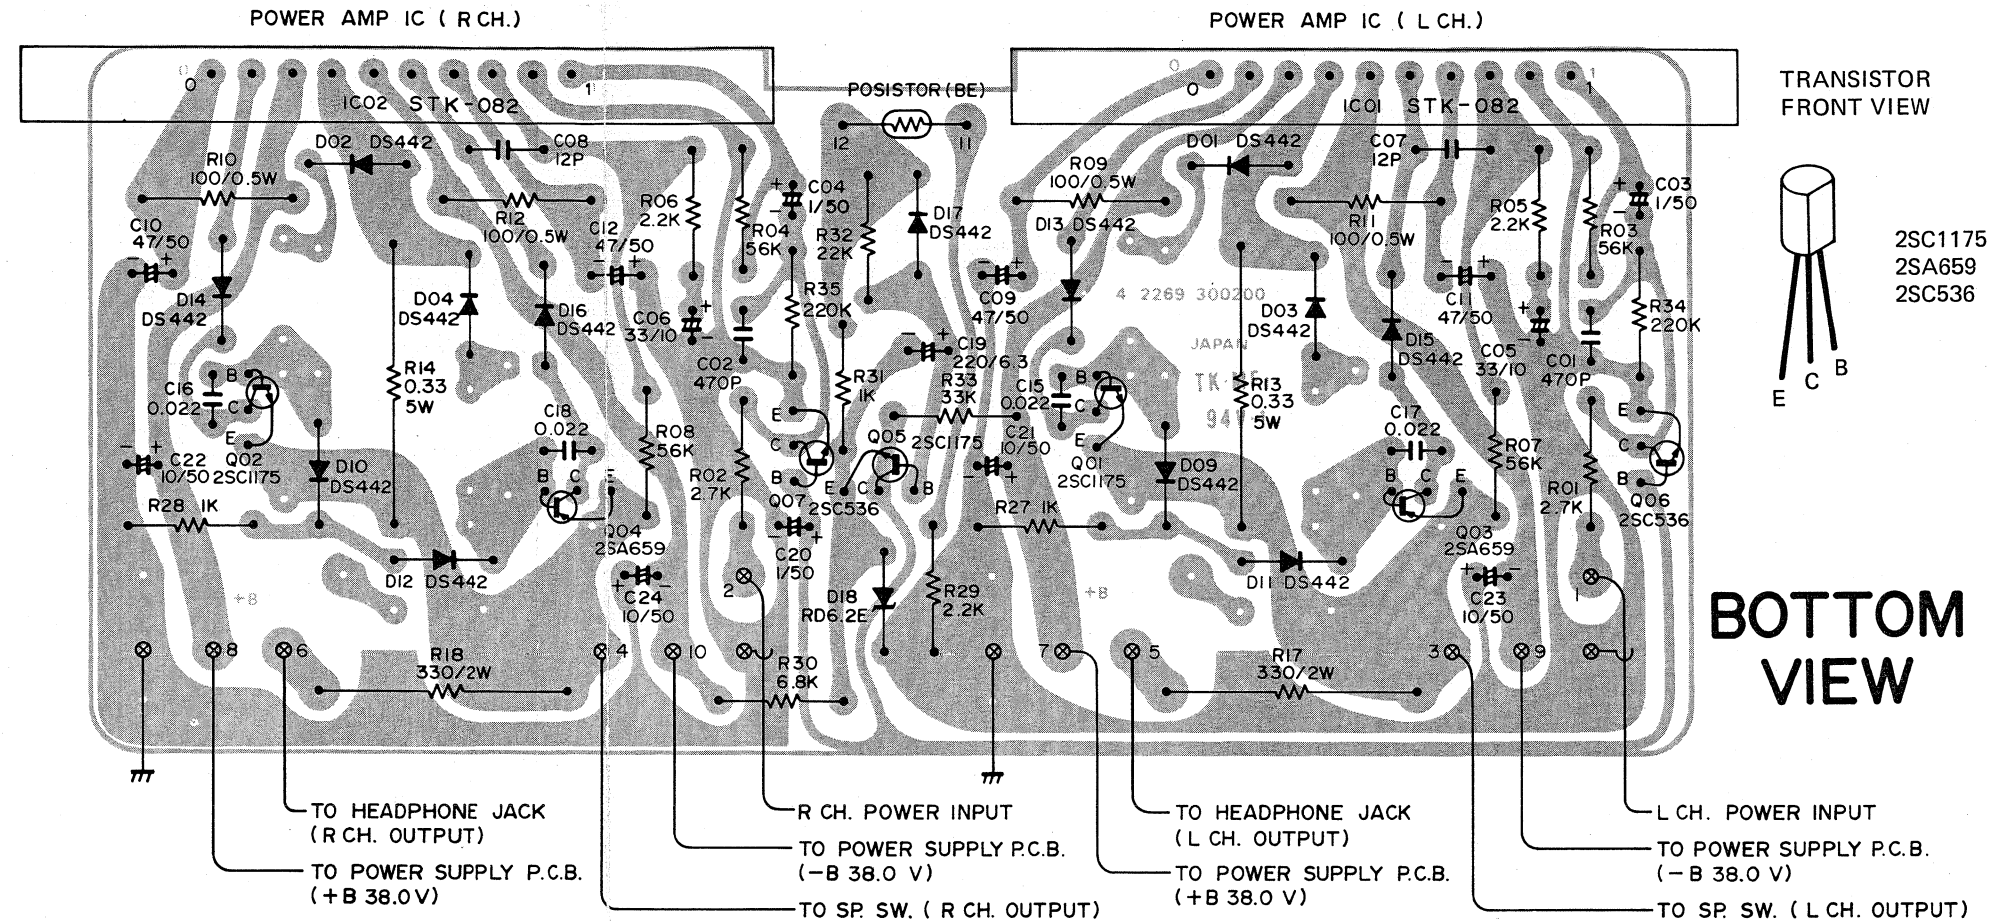 POWER AMP IC ( R CH.)
POWER AMP IC ( L CH.)
0
IC02 STK-082
1
POSISTOR (BE)
12
11
0
0
IC01 STK-082
1
1
TRANSISTOR
FRONT VIEW
D02 DS442
C08
12P
R10
100/0.5W
R06
2.2K
R04
56K
C04
1/50
+
-
R12
100/0.5W
C10
47/50
- +
C12
47/50
- +
R32
22K
D17
DS442
R09
100/0.5W
D01 DS442
C07
12P
D13 DS442
R11
100/0.5W
R05
2.2K
R03
56K
C03
1/50
+
-
2SC1175
2SA659
2SC536
E
C
B
D14
DS442
D04
DS442
D16
DS442
C06
33/10
+
-
R35
220K
C02
470P
C09
47/50
- +
4 2269 300200
D03
DS442
JAPAN
D15
DS442
C11
47/50
- +
C05
33/10
+
-
C01
470P
R34
220K
C19
220/6.3
- +
R14
0.33
5W
C16
0.022
B
C
E
Q02
2SC1175
R31
1K
R33
33K
C15
0.022
B
C
E
Q01
2SC1175
TK-
94V-
R13
0.33
5W
C18
0.022
B C E
Q04
2SA659
R08
56K
E
C
B
Q07
2SC536
Q05
2SC1175
E C B
C21
10/50
- +
C17
0.022
B C E
Q03
2SA659
R07
56K
R01
2.7K
E
C
B
Q06
2SC536
C22
10/50
- +
D10
DS442
R02
2.7K
D09
DS442
R28 1K
R27 1K
D12 DS442
C24
10/50
+ -
C20
1/50
- +
D18
RD6.2E
R29
2.2K
D11 DS442
C23
10/50
+ -
+B
2
+B
1
BOTTOM
VIEW
8
6
R18
330/2W
4
10
R30
6.8K
7
5
R17
330/2W
3
9
TO HEADPHONE JACK
(R CH. OUTPUT)
TO POWER SUPPLY P.C.B.
(+B 38.0 V)
R CH. POWER INPUT
TO POWER SUPPLY P.C.B.
(-B 38.0 V)
TO SP. SW. ( R CH. OUTPUT)
TO HEADPHONE JACK
(L CH. OUTPUT)
TO POWER SUPPLY P.C.B.
(+B 38.0 V)
L CH. POWER INPUT
TO POWER SUPPLY P.C.B.
(-B 38.0 V)
TO SP. SW. ( L CH. OUTPUT)